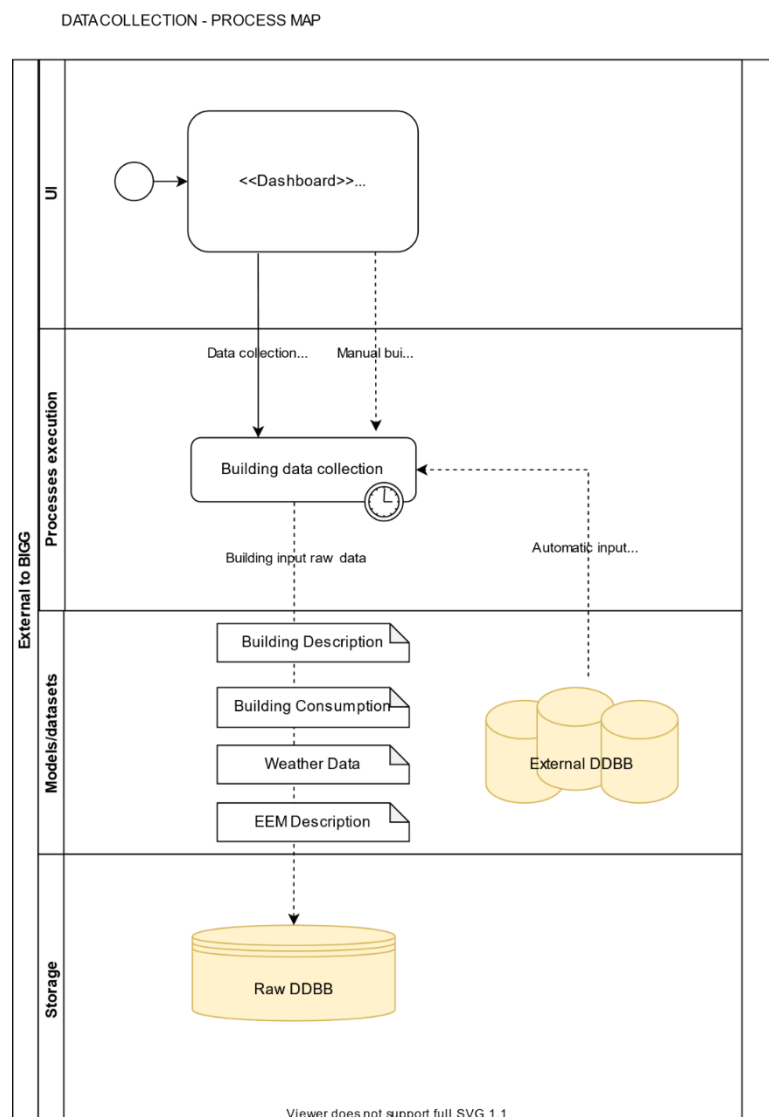 DATA COLLECTION - PROCESS MAP
External to BIGG
UI
<<Dashboard>>...
Processes execution
Data collection...
Manual bui...
Building data collection
Building input raw data
Automatic input...
Models/datasets
Building Description
Building Consumption
Weather Data
EEM Description
External DDBB
Storage
Raw DDBB
Viewer does not support full SVG 1.1